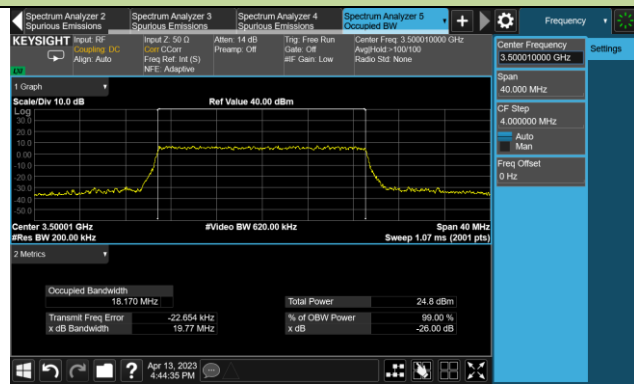 Spectrum Analyzer 2
Spurious Emissions
Spectrum Analyzer 3
Spurious Emissions
Spectrum Analyzer 4
Spurious Emissions
Spectrum Analyzer 5
Occupied BW
Frequency
KEYSIGHT
Input: RF
Coupling: DC
Align: Auto
Input Z: 50 Ω
Corr CCorr
Freq Ref: Int (S)
NFE: Adaptive
Atten: 14 dB
Preamp: Off
Trig: Free Run
Gate: Off
#IF Gain: Low
Center Freq: 3.500010000 GHz
Avg|Hold:>100/100
Radio Std: None
LXI
Center Frequency
3.500010000 GHz
Settings
Span
40.000 MHz
CF Step
4.000000 MHz
Auto
Man
Freq Offset
0 Hz
1 Graph
Scale/Div 10.0 dB
Ref Value 40.00 dBm
Log
30.0
20.0
10.0
0.00
-10.0
-20.0
-30.0
-40.0
-50.0
Center 3.50001 GHz
#Res BW 200.00 kHz
#Video BW 620.00 kHz
Span 40 MHz
Sweep 1.07 ms (2001 pts)
2 Metrics
Occupied Bandwidth
18.170 MHz
Total Power
24.8 dBm
Transmit Freq Error
-22.654 kHz
% of OBW Power
99.00 %
x dB Bandwidth
19.77 MHz
x dB
-26.00 dB
?
Apr 13, 2023
4:44:35 PM